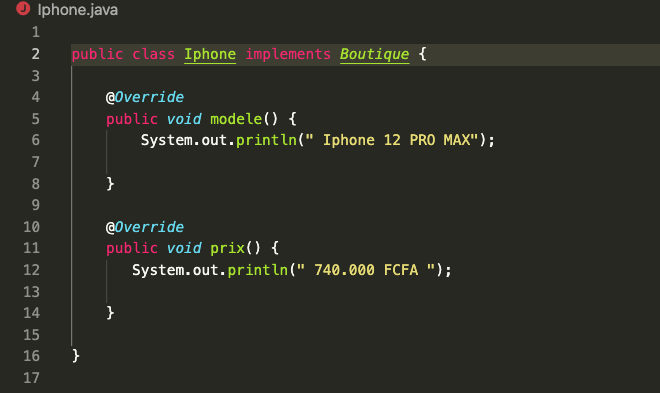 J Iphone.java
1
2 public class Iphone implements Boutique {
3
4 @Override
5 public void modele() {
6 System.out.println(" Iphone 12 PRO MAX");
7
8 }
9
10 @Override
11 public void prix() {
12 System.out.println(" 740.000 FCFA ");
13
14 }
15
16 }
17